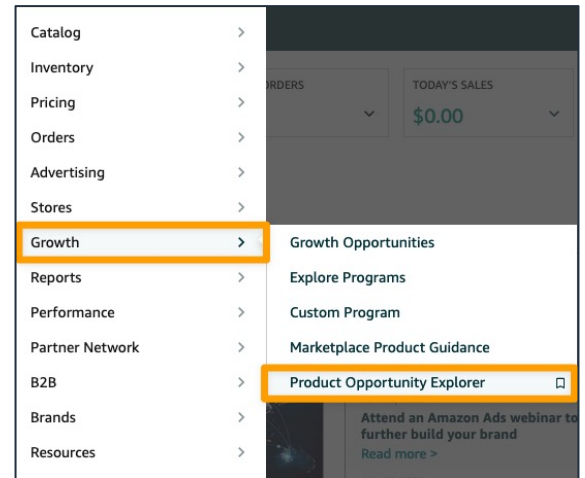 Catalog
Inventory
Pricing
Orders
Advertising
Stores
Growth
Reports
Performance
Partner Network
B2B
Brands
Resources
ORDERS
TODAY'S SALES
$0.00
Growth Opportunities
Explore Programs
Custom Program
Marketplace Product Guidance
Product Opportunity Explorer
Attend an Amazon Ads webinar to
further build your brand
Read more >